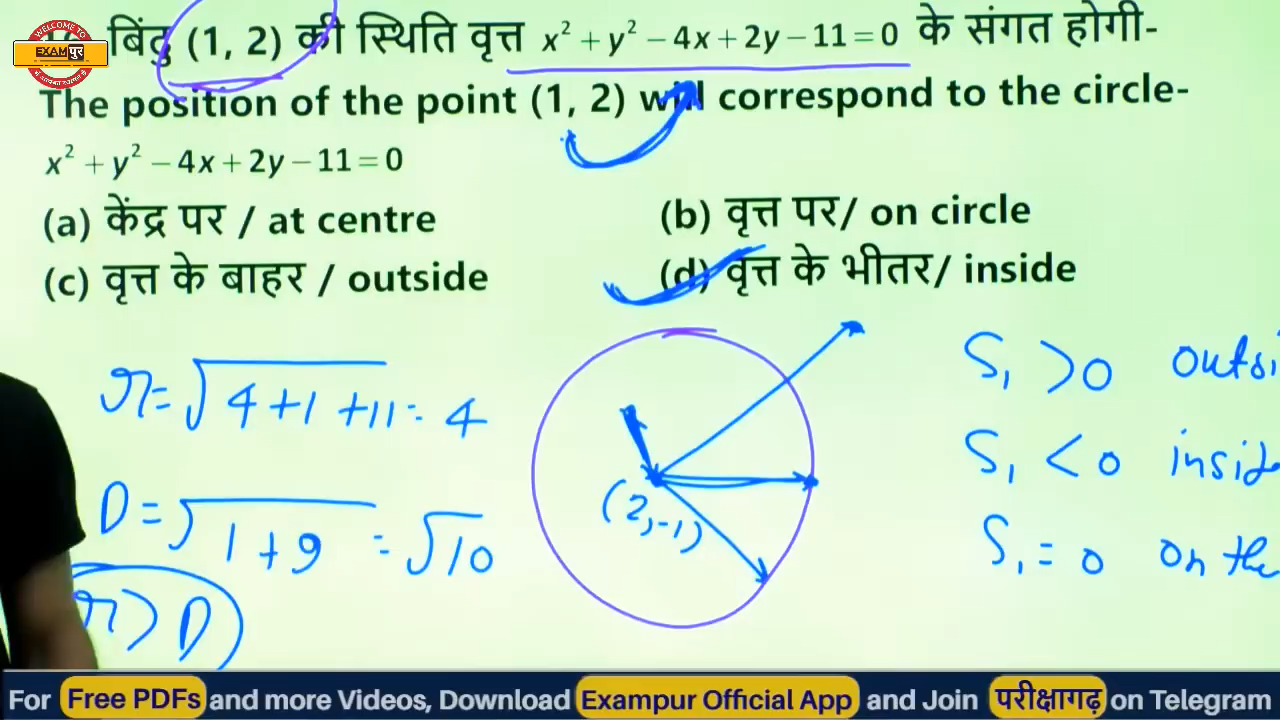 WELCOME TO
EXAMपुर
बिंदु (1, 2) की स्थिति वृत्त x² + y² − 4x + 2y − 11 = 0 के संगत होगी-
The position of the point (1, 2) will correspond to the circle-
x² + y² − 4x + 2y − 11 = 0
(a) केंद्र पर / at centre
(b) वृत्त पर/ on circle
(c) वृत्त के बाहर / outside
(d) वृत्त के भीतर/ inside
r = √4+1+11 = 4
D = √1+9 = √10
r > D
(2,-1)
S₁ > 0 outsi
S₁ < 0 insid
S₁ = 0 on the
For Free PDFs and more Videos, Download Exampur Official App and Join परीक्षागढ़ on Telegram